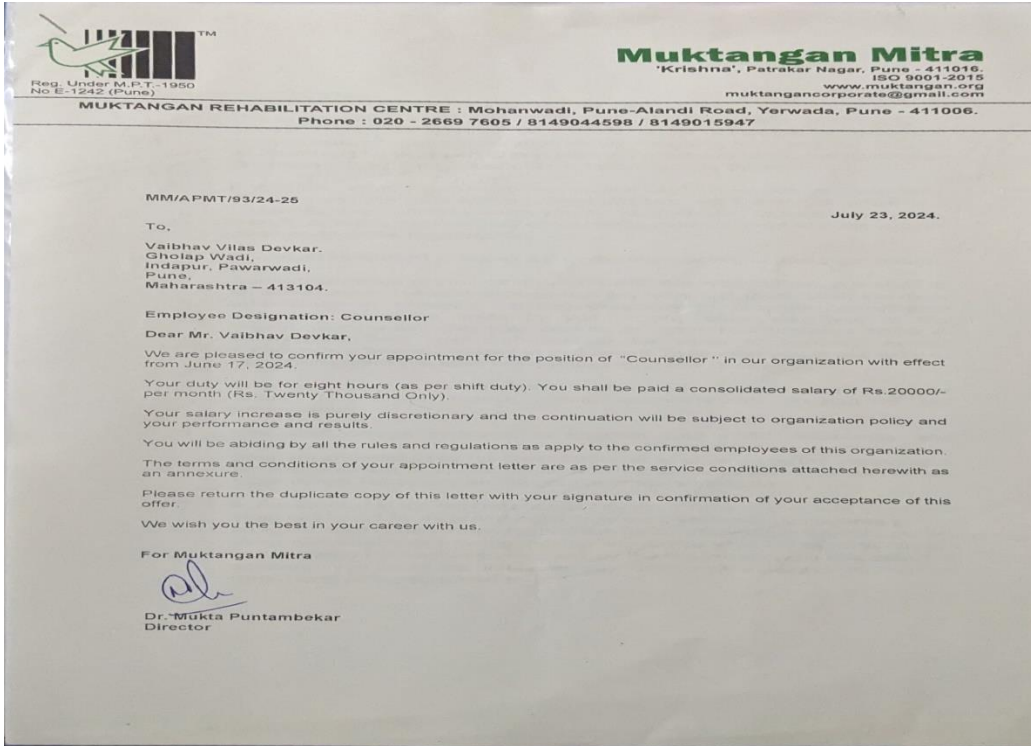 TM
Reg. Under M.P.T.-1950
No E-1242 (Pune)
Muktangan Mitra
'Krishna', Patrakar Nagar, Pune - 411016.
ISO 9001-2015
www.muktangan.org
muktangancorporate@gmail.com
MUKTANGAN REHABILITATION CENTRE : Mohanwadi, Pune-Alandi Road, Yerwada, Pune - 411006.
Phone : 020 - 2669 7605 / 8149044598 / 8149015947
MM/APMT/93/24-25
July 23, 2024.
To,
Vaibhav Vilas Devkar.
Gholap Wadi,
Indapur, Pawarwadi,
Pune,
Maharashtra – 413104.
Employee Designation: Counsellor
Dear Mr. Vaibhav Devkar,
We are pleased to confirm your appointment for the position of "Counsellor " in our organization with effect
from June 17, 2024.
Your duty will be for eight hours (as per shift duty). You shall be paid a consolidated salary of Rs.20000/-
per month (Rs. Twenty Thousand Only).
Your salary increase is purely discretionary and the continuation will be subject to organization policy and
your performance and results.
You will be abiding by all the rules and regulations as apply to the confirmed employees of this organization.
The terms and conditions of your appointment letter are as per the service conditions attached herewith as
an annexure.
Please return the duplicate copy of this letter with your signature in confirmation of your acceptance of this
offer.
We wish you the best in your career with us.
For Muktangan Mitra
Dr. Mukta Puntambekar
Director